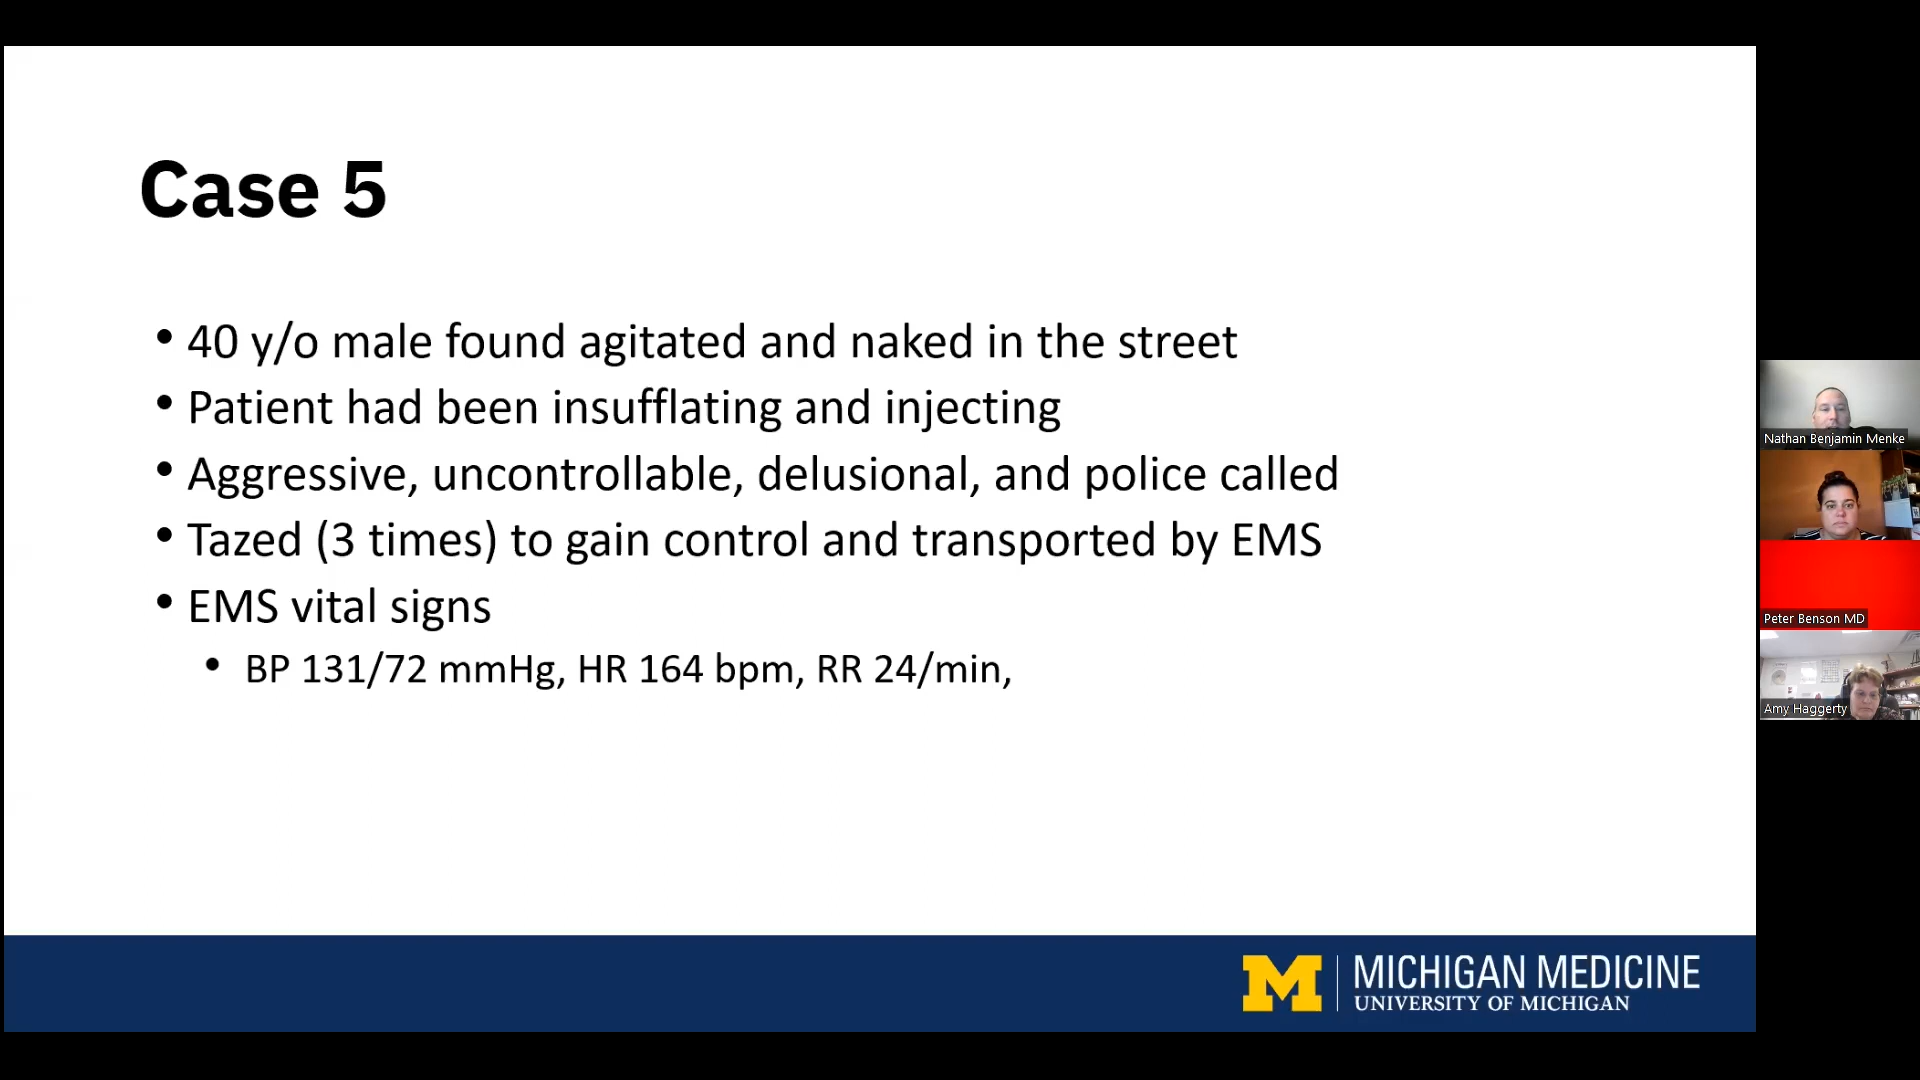 Case 5
• 40 y/o male found agitated and naked in the street
• Patient had been insufflating and injecting
• Aggressive, uncontrollable, delusional, and police called
• Tazed (3 times) to gain control and transported by EMS
• EMS vital signs
• BP 131/72 mmHg, HR 164 bpm, RR 24/min,
M MICHIGAN MEDICINE
UNIVERSITY OF MICHIGAN
Nathan Benjamin Menke
Peter Benson MD
Amy Haggerty